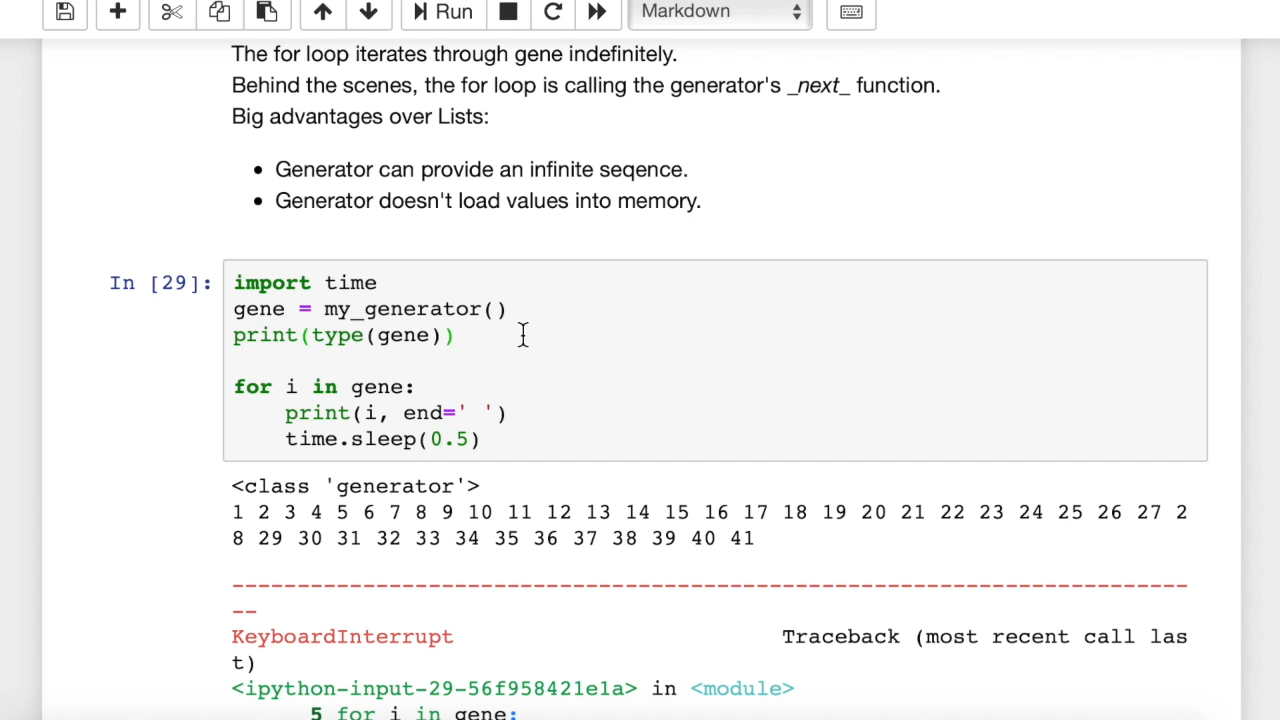 Run
Markdown
The for loop iterates through gene indefinitely.
Behind the scenes, the for loop is calling the generator's _next_ function.
Big advantages over Lists:
• Generator can provide an infinite seqence.
• Generator doesn't load values into memory.
In [29]:
import time
gene = my_generator()
print(type(gene))
for i in gene:
    print(i, end=' ')
    time.sleep(0.5)
<class 'generator'>
1 2 3 4 5 6 7 8 9 10 11 12 13 14 15 16 17 18 19 20 21 22 23 24 25 26 27 2
8 29 30 31 32 33 34 35 36 37 38 39 40 41
---------------------------------------------------------------------------
--
KeyboardInterrupt                         Traceback (most recent call las
t)
<ipython-input-29-56f958421e1a> in <module>
      5 for i in gene: